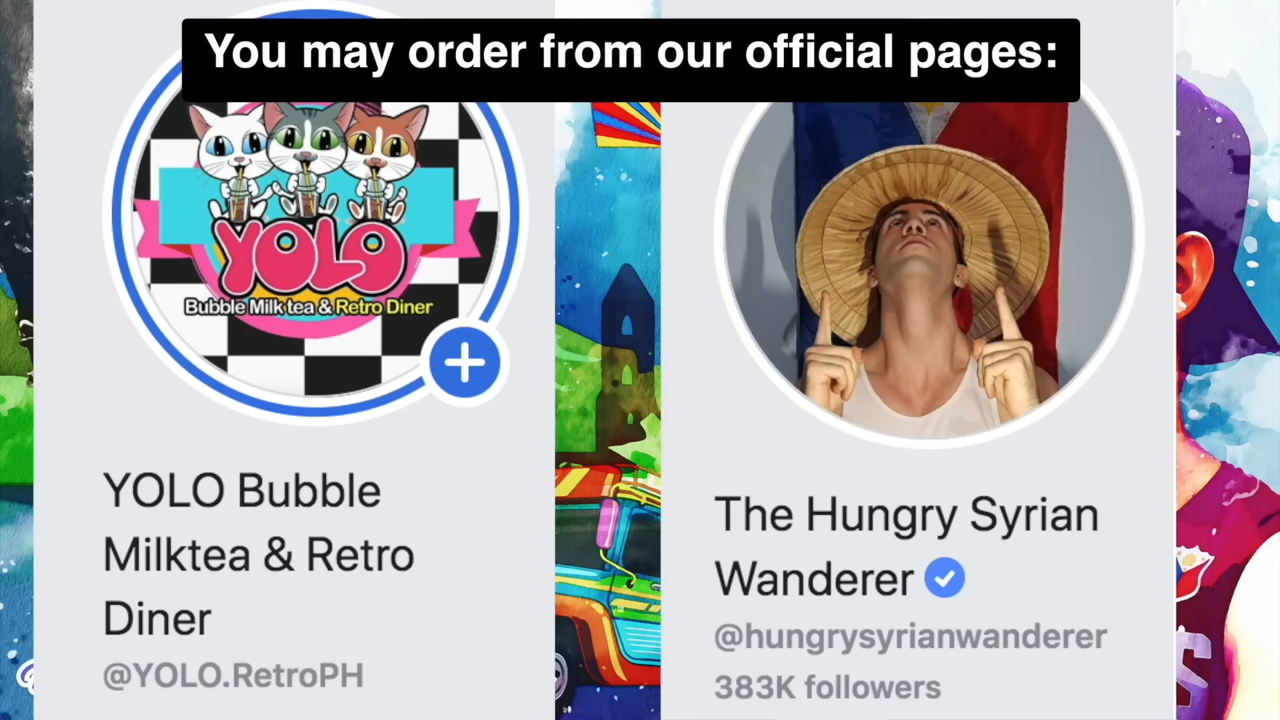 You may order from our official pages:
YOLO
Bubble Milk tea & Retro Diner
YOLO Bubble
Milktea & Retro
Diner
@YOLO.RetroPH
The Hungry Syrian
Wanderer
@hungrysyrianwanderer
383K followers